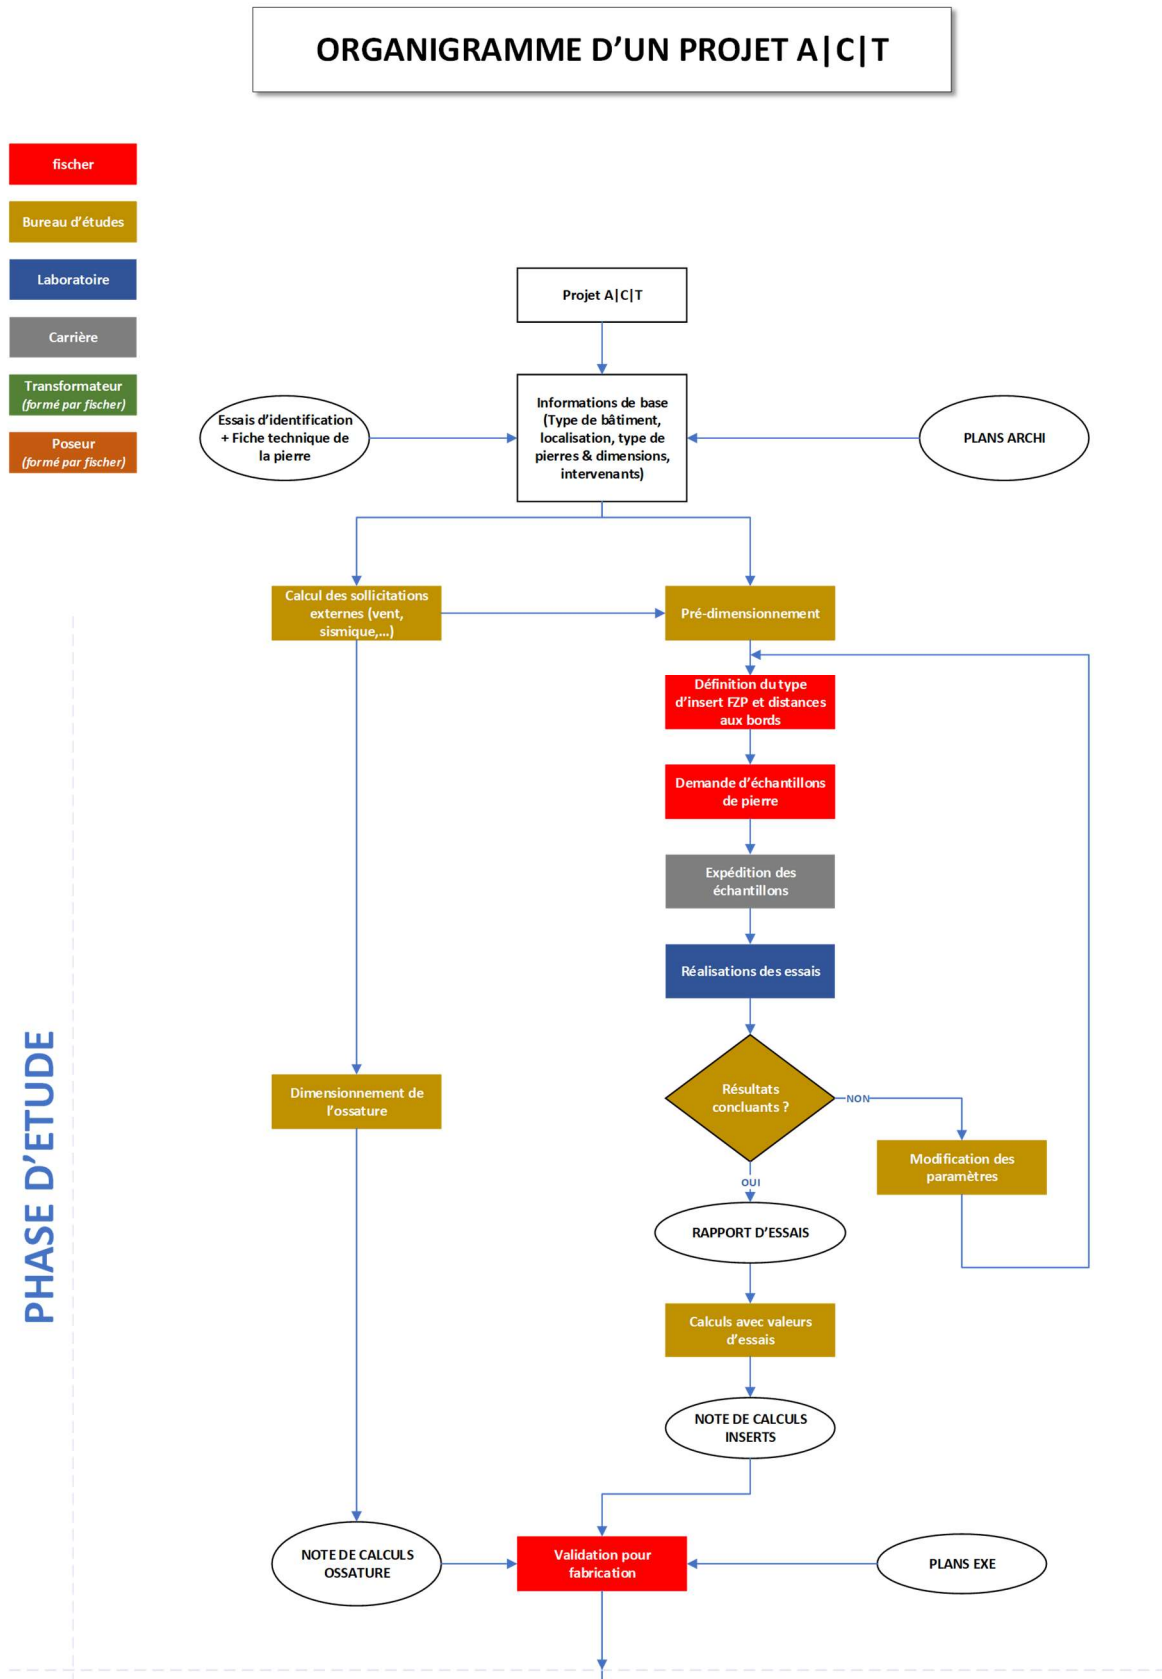 ORGANIGRAMME D'UN PROJET A|C|T
fischer
Bureau d'études
Laboratoire
Carrière
Transformateur
(formé par fischer)
Poseur
(formé par fischer)
Projet A|C|T
Essais d'identification
+ Fiche technique de
la pierre
Informations de base
(Type de bâtiment,
localisation, type de
pierres & dimensions,
intervenants)
PLANS ARCHI
Calcul des sollicitations
externes (vent,
sismique,...)
Pré-dimensionnement
Définition du type
d'insert FZP et distances
aux bords
Demande d'échantillons
de pierre
Expédition des
échantillons
Réalisations des essais
PHASE D'ETUDE
Dimensionnement de
l'ossature
Résultats
concluants ?
NON
Modification des
paramètres
OUI
RAPPORT D'ESSAIS
Calculs avec valeurs
d'essais
NOTE DE CALCULS
INSERTS
NOTE DE CALCULS
OSSATURE
Validation pour
fabrication
PLANS EXE